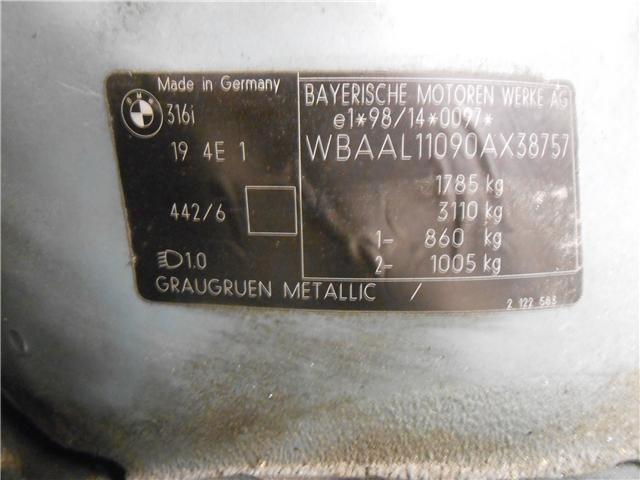 Made in Germany
BMW
316i
19 4E 1
442/6
1.0
GRAUGRUEN METALLIC /
BAYERISCHE MOTOREN WERKE AG
e1*98/14*0097*
WBAAL11090AX38757
1785 kg
3110 kg
1- 860 kg
2- 1005 kg
2 122 583